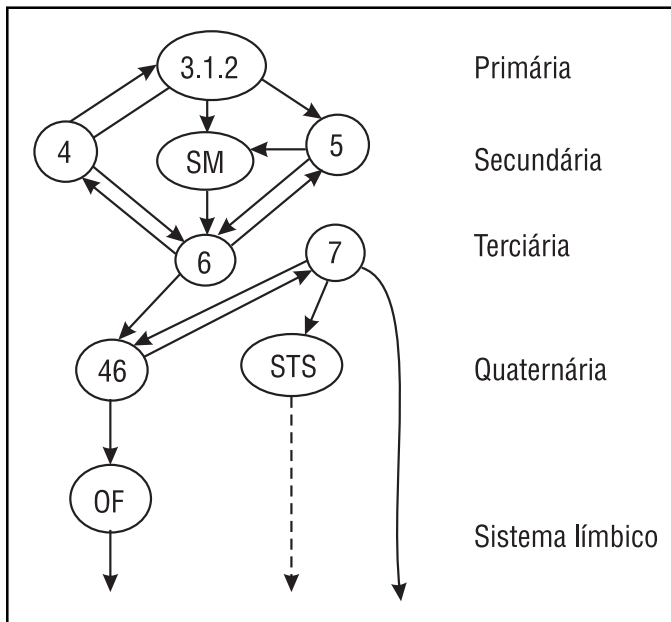 3.1.2 Primária
4 SM 5 Secundária
6 7 Terciária
46 STS Quaternária
OF Sistema límbico